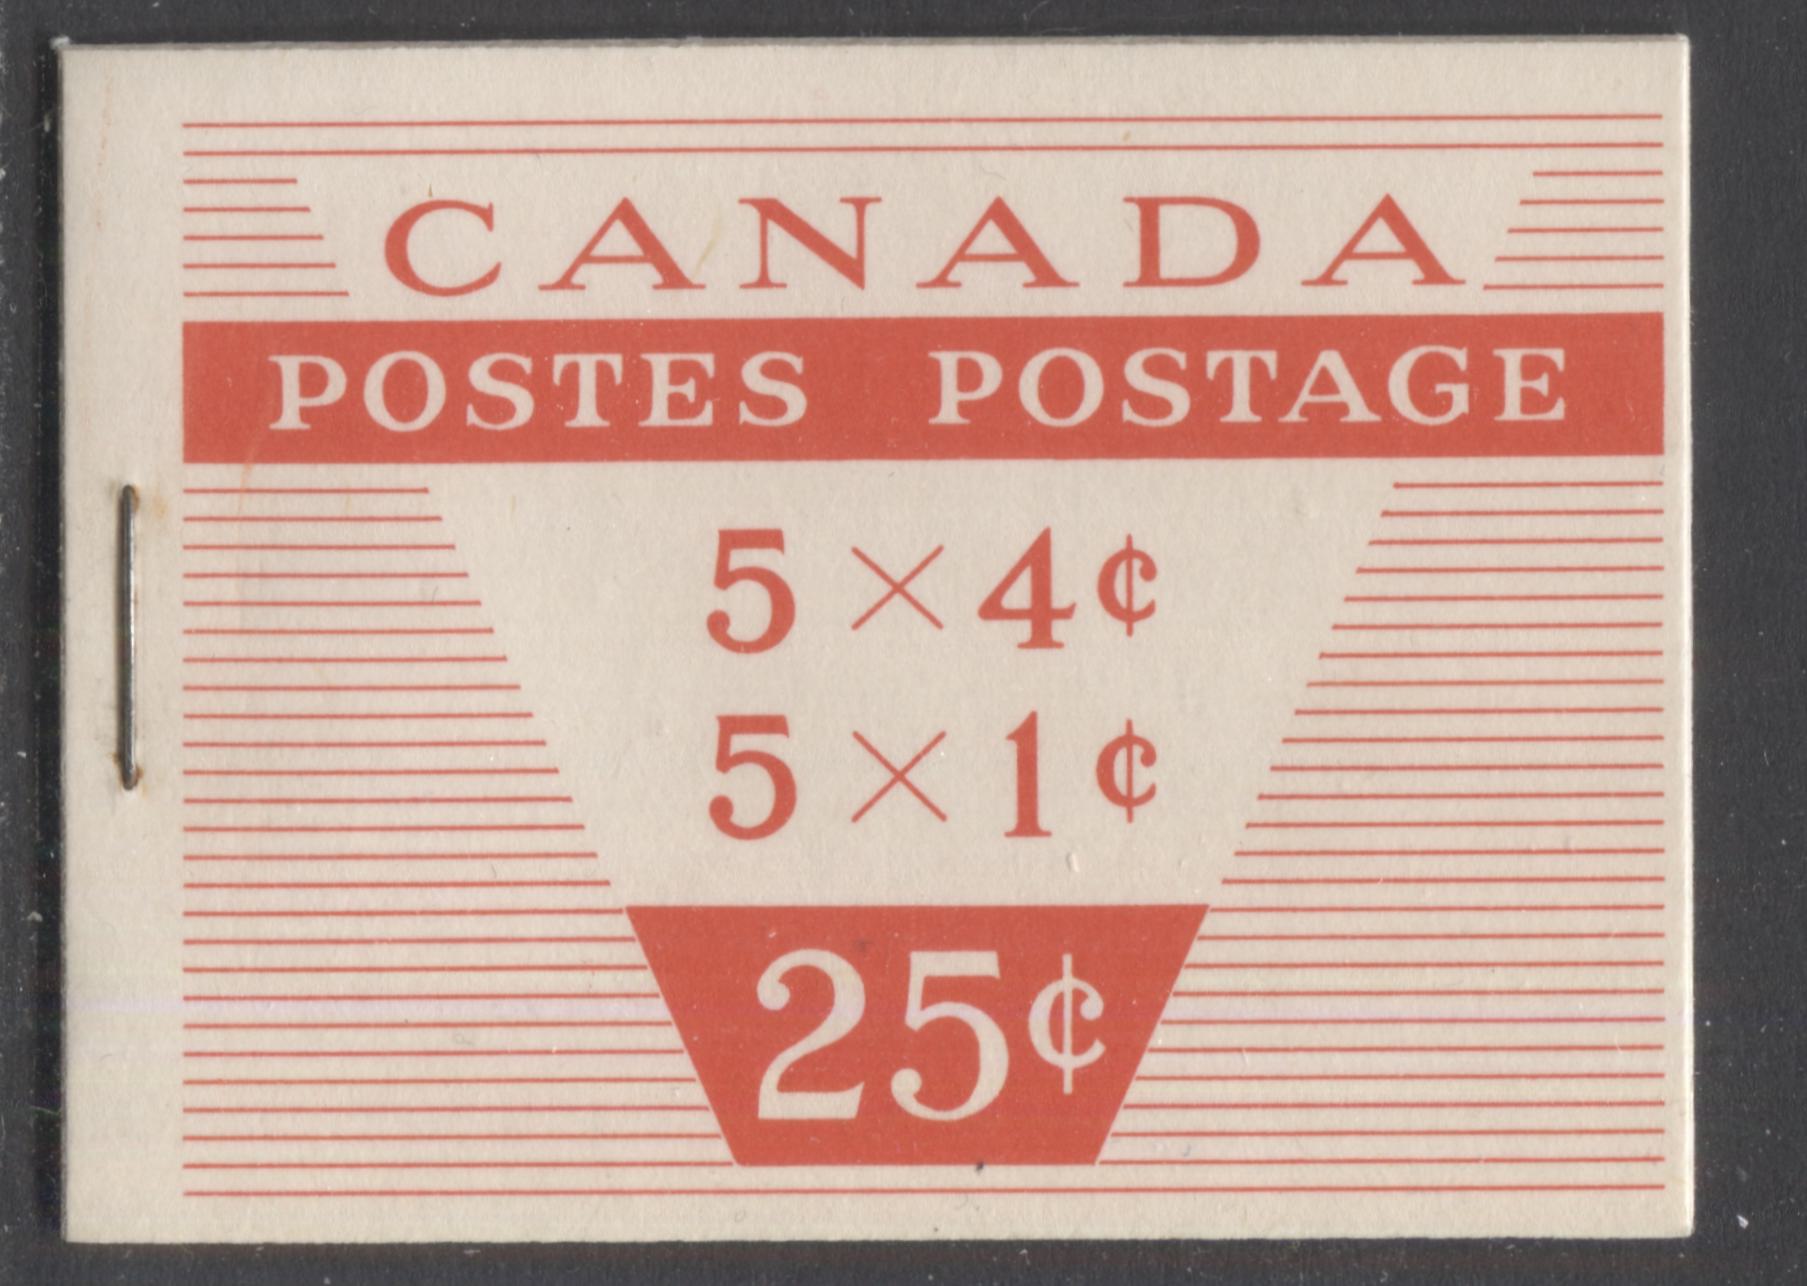 CANADA
POSTES POSTAGE
5 × 4¢
5 × 1¢
25¢